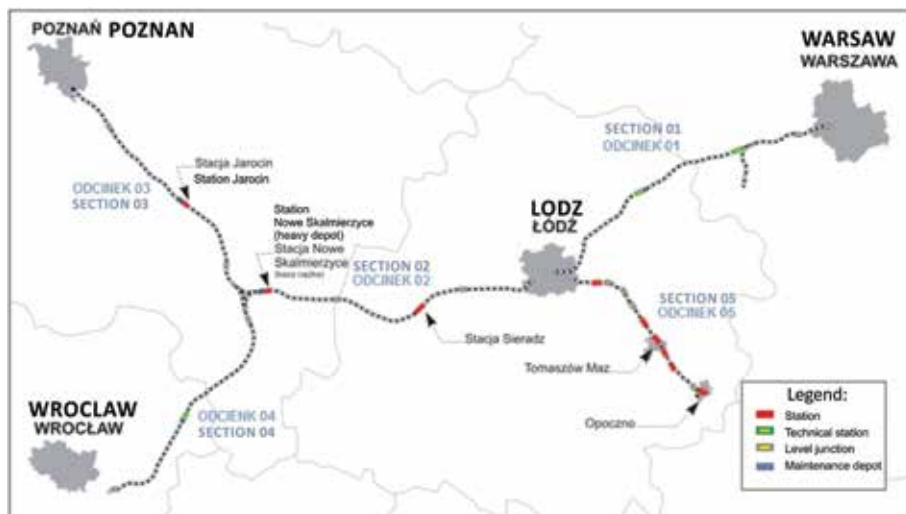 POZNAŃ POZNAN
WARSAW
WARSZAWA
SECTION 01
ODCINEK 01
Stacja Jarocin
Station Jarocin
ODCINEK 03
SECTION 03
Station
Nowe Skalmierzyce
(heavy depot)
Stacja Nowe
Skalmierzyce
LODZ
ŁÓDŹ
SECTION 02
ODCINEK 02
SECTION 05
ODCINEK 05
Stacja Sieradz
Tomaszów Maz
WROCLAW
WROCŁAW
ODCIENK 04
SECTION 04
Opoczno
Legend:
Station
Technical station
Level junction
Maintenance depot